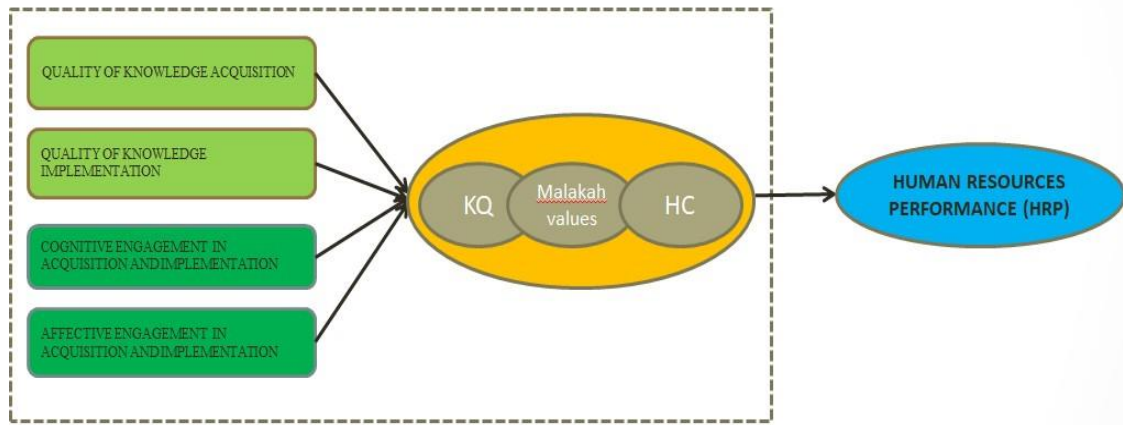 QUALITY OF KNOWLEDGE ACQUISITION
QUALITY OF KNOWLEDGE
IMPLEMENTATION
COGNITIVE ENGAGEMENT IN
ACQUISITION AND IMPLEMENTATION
AFFECTIVE ENGAGEMENT IN
ACQUISITION AND IMPLEMENTATION
KQ
Malakah
values
HC
HUMAN RESOURCES
PERFORMANCE (HRP)